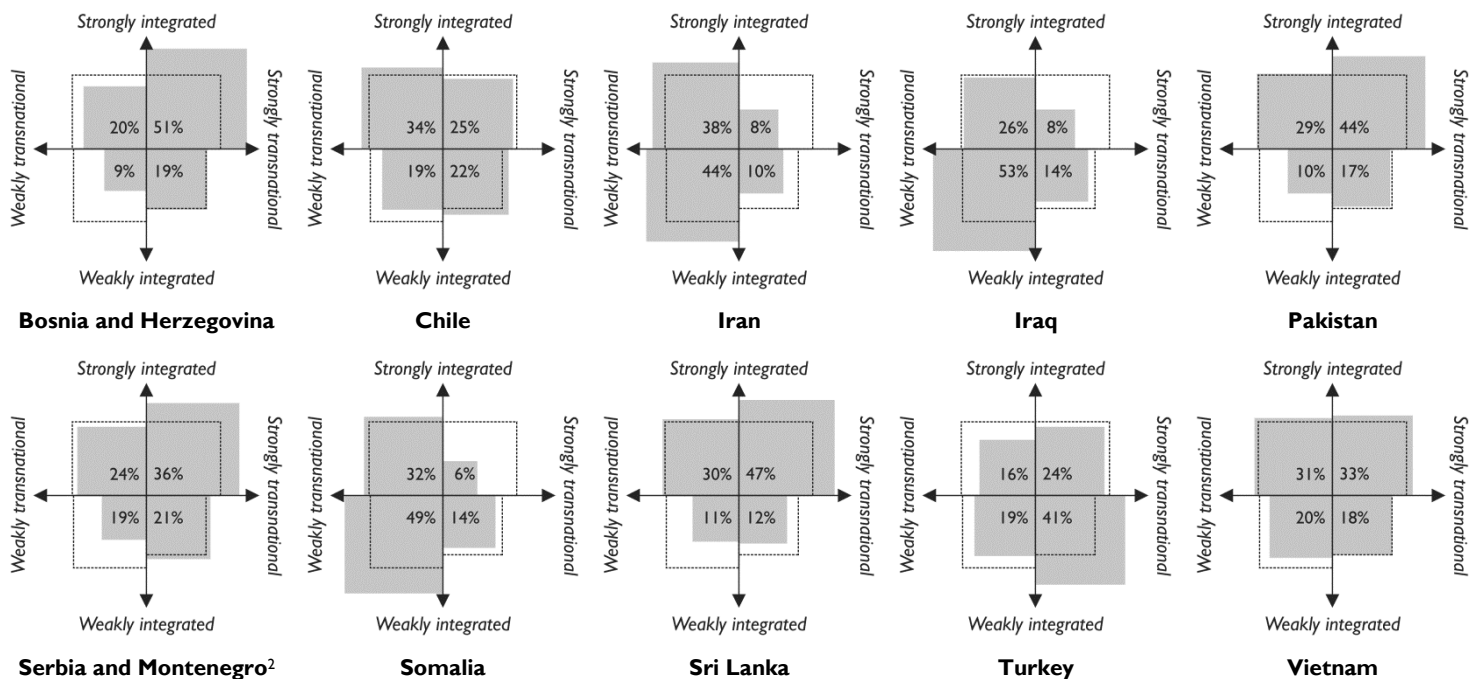 Strongly integrated
Weakly transnational
20% 51%
9% 19%
Strongly transnational
Weakly integrated
Bosnia and Herzegovina
Strongly integrated
Weakly transnational
34% 25%
19% 22%
Strongly transnational
Weakly integrated
Chile
Strongly integrated
Weakly transnational
38% 8%
44% 10%
Strongly transnational
Weakly integrated
Iran
Strongly integrated
Weakly transnational
26% 8%
53% 14%
Strongly transnational
Weakly integrated
Iraq
Strongly integrated
Weakly transnational
29% 44%
10% 17%
Strongly transnational
Weakly integrated
Pakistan
Strongly integrated
Weakly transnational
24% 36%
19% 21%
Strongly transnational
Weakly integrated
Serbia and Montenegro²
Strongly integrated
Weakly transnational
32% 6%
49% 14%
Strongly transnational
Weakly integrated
Somalia
Strongly integrated
Weakly transnational
30% 47%
11% 12%
Strongly transnational
Weakly integrated
Sri Lanka
Strongly integrated
Weakly transnational
16% 24%
19% 41%
Strongly transnational
Weakly integrated
Turkey
Strongly integrated
Weakly transnational
31% 33%
20% 18%
Strongly transnational
Weakly integrated
Vietnam